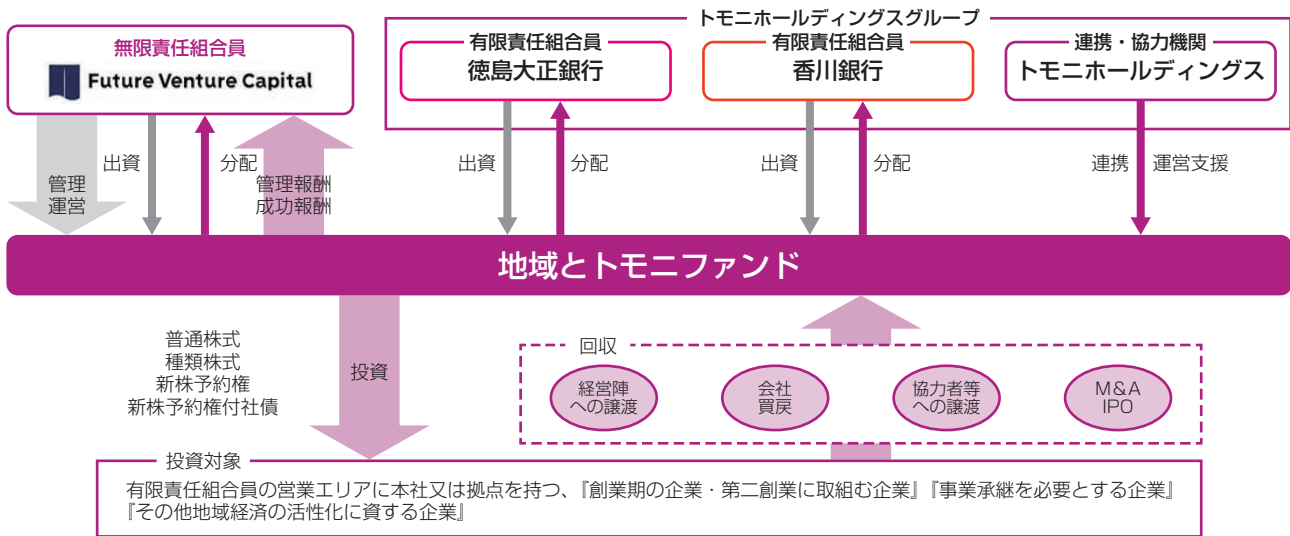 トモニホールディングスグループ
無限責任組合員
Future Venture Capital
有限責任組合員
徳島大正銀行
有限責任組合員
香川銀行
連携・協力機関
トモニホールディングス
管理
運営
出資
分配
管理報酬
成功報酬
出資
分配
出資
分配
連携
運営支援
地域とトモニファンド
普通株式
種類株式
新株予約権
新株予約権付社債
投資
回収
経営陣
への譲渡
会社
買戻
協力者等
への譲渡
M&A
IPO
投資対象
有限責任組合員の営業エリアに本社又は拠点を持つ、『創業期の企業・第二創業に取組む企業』『事業承継を必要とする企業』
『その他地域経済の活性化に資する企業』